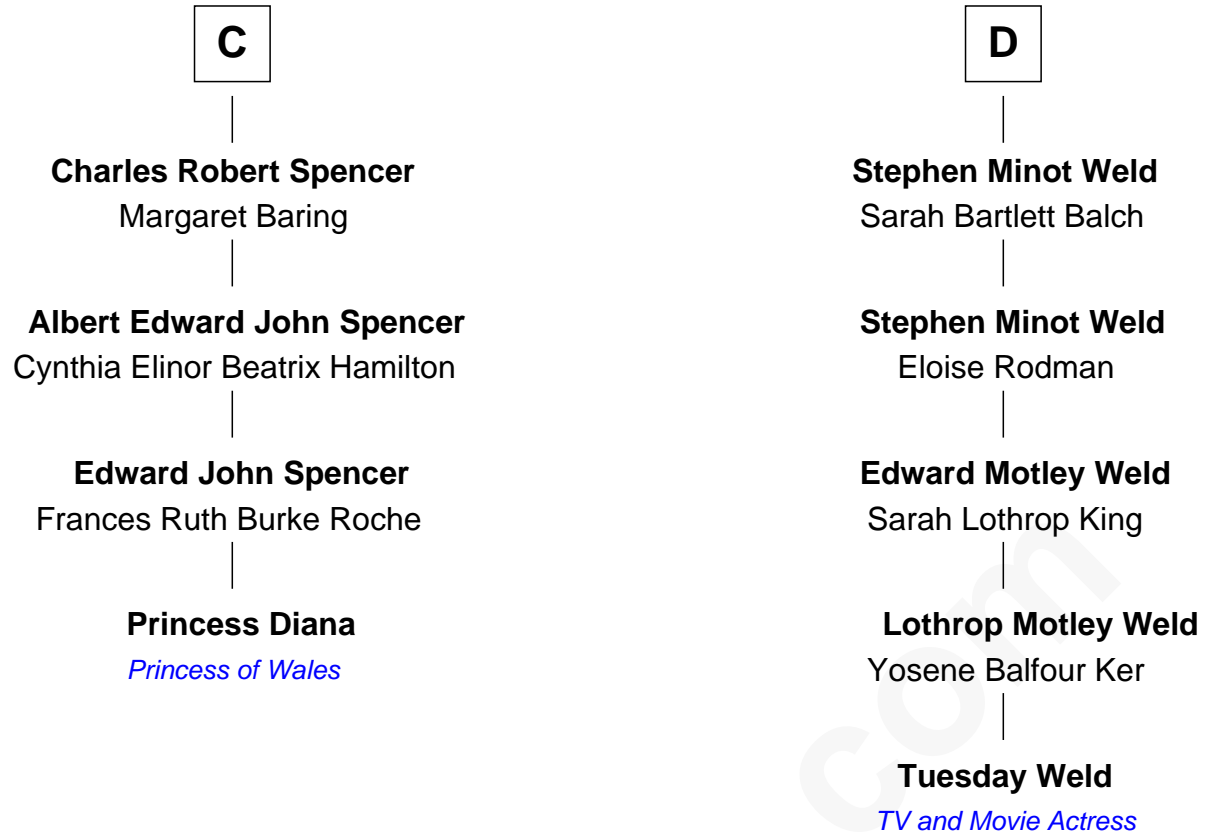 C
Charles Robert Spencer
Margaret Baring
Albert Edward John Spencer
Cynthia Elinor Beatrix Hamilton
Edward John Spencer
Frances Ruth Burke Roche
Princess Diana
Princess of Wales
D
Stephen Minot Weld
Sarah Bartlett Balch
Stephen Minot Weld
Eloise Rodman
Edward Motley Weld
Sarah Lothrop King
Lothrop Motley Weld
Yosene Balfour Ker
Tuesday Weld
TV and Movie Actress
com